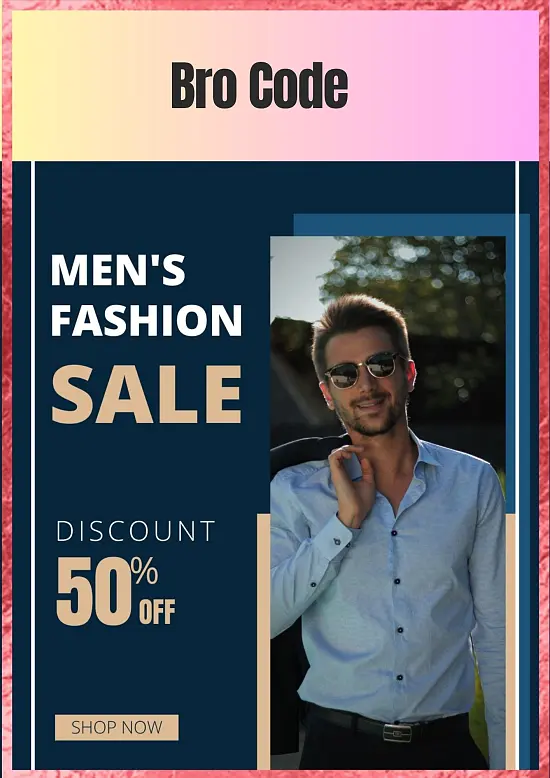 Bro Code
MEN'S
FASHION
SALE
DISCOUNT
50%
OFF
SHOP NOW